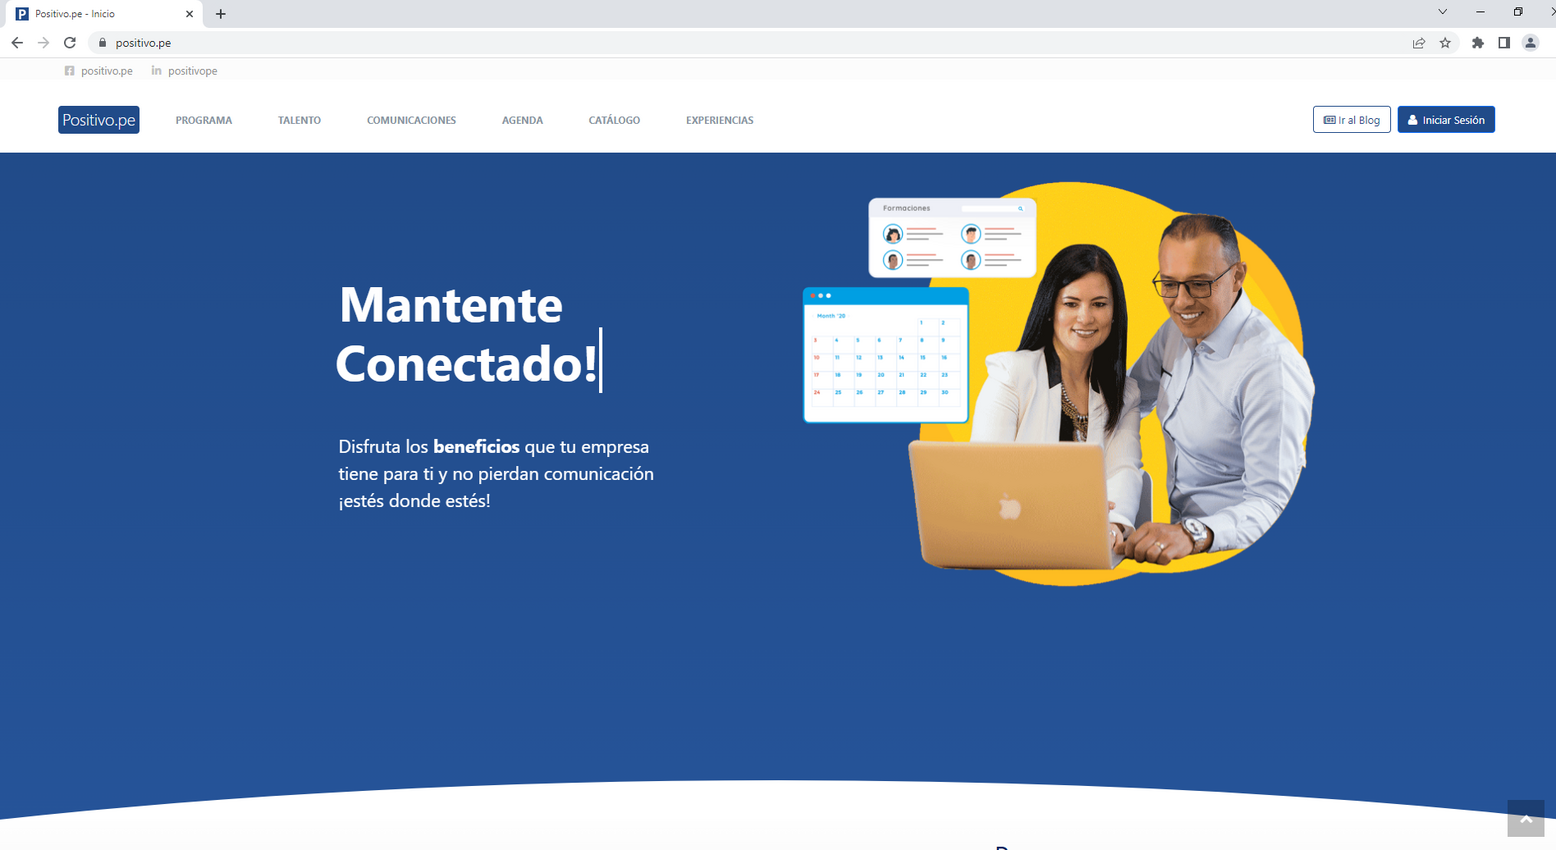 Positivo.pe - Inicio
positivo.pe
positivo.pe positivope
Positivo.pe PROGRAMA TALENTO COMUNICACIONES AGENDA CATÁLOGO EXPERIENCIAS Ir al Blog Iniciar Sesión
Formaciones
Mantente
Conectado!
Month '20
1 2
3 4 5 6 7 8 9
10 11 12 13 14 15 16
17 18 19 20 21 22 23
24 25 26 27 28 29 30
Disfruta los beneficios que tu empresa
tiene para ti y no pierdan comunicación
¡estés donde estés!